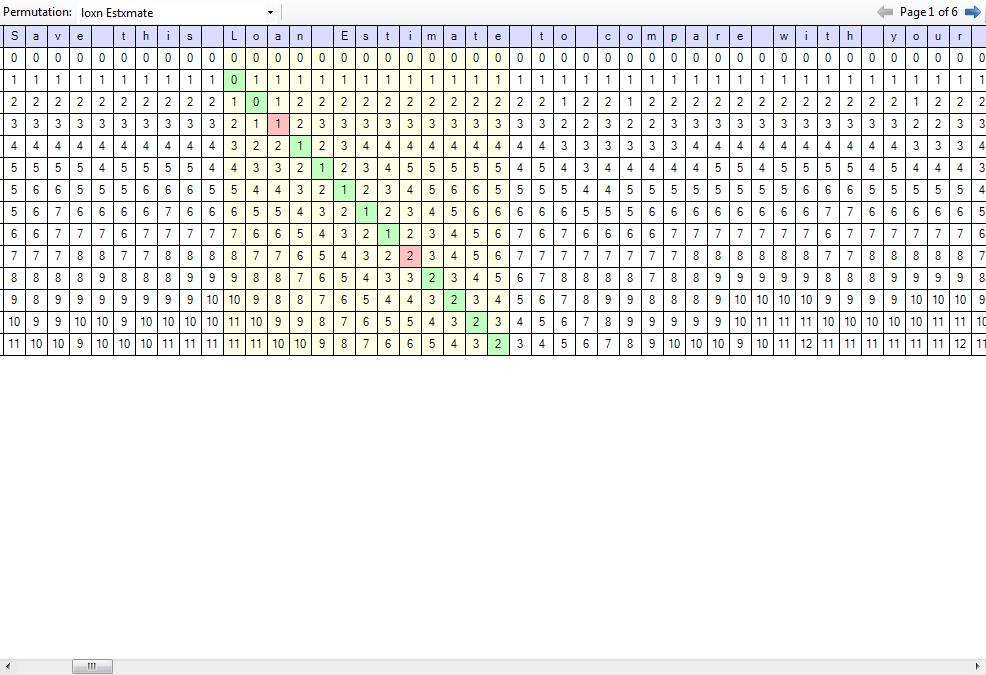 Permutation: loxn Estxmate Page 1 of 6
S a v e t h i s L o a n E s t i m a t e t o c o m p a r e w i t h y o u r
0 0 0 0 0 0 0 0 0 0 0 0 0 0 0 0 0 0 0 0 0 0 0 0 0 0 0 0 0 0 0 0 0 0 0 0 0 0 0 0 0 0 0 0 0
1 1 1 1 1 1 1 1 1 1 0 1 1 1 1 1 1 1 1 1 1 1 1 1 1 1 1 1 1 1 1 1 1 1 1 1 1 1 1 1 1 1 1 1 1
2 2 2 2 2 2 2 2 2 2 1 0 1 2 2 2 2 2 2 2 2 2 2 2 2 1 2 2 1 2 2 2 2 2 2 2 2 2 2 2 2 1 2 2 2
3 3 3 3 3 3 3 3 3 3 2 1 1 2 3 3 3 3 3 3 3 3 3 3 3 2 2 3 2 2 3 3 3 3 3 3 3 3 3 3 3 2 2 3 3
4 4 4 4 4 4 4 4 4 4 3 2 2 1 2 3 4 4 4 4 4 4 4 4 4 3 3 3 3 3 3 4 4 4 4 4 4 4 4 4 4 3 3 3 4
5 5 5 5 4 5 5 5 5 4 4 3 3 2 1 2 3 4 5 5 5 5 5 4 5 4 3 4 4 4 4 4 5 5 4 5 5 5 5 4 5 4 4 4 3
5 6 6 5 5 5 6 6 6 5 5 4 4 3 2 1 2 3 4 5 6 6 5 5 5 5 4 4 5 5 5 5 5 5 5 5 6 6 6 5 5 5 5 5 4
5 6 7 6 6 6 6 7 6 6 6 5 5 4 3 2 1 2 3 4 5 6 6 6 6 6 5 5 5 6 6 6 6 6 6 6 6 7 7 6 6 6 6 6 5
6 6 7 7 7 6 7 7 7 7 7 6 6 5 4 3 2 1 2 3 4 5 6 7 6 7 6 6 6 6 7 7 7 7 7 7 7 6 7 7 7 7 7 7 6
7 7 7 8 8 7 7 8 8 8 8 7 7 6 5 4 3 2 2 3 4 5 6 7 7 7 7 7 7 7 7 8 8 8 8 8 8 7 7 8 8 8 8 8 7
8 8 8 8 9 8 8 8 9 9 9 8 8 7 6 5 4 3 3 2 3 4 5 6 7 8 8 8 8 7 8 8 9 9 9 9 9 8 8 8 9 9 9 9 8
9 8 9 9 9 9 9 9 9 10 10 9 8 8 7 6 5 4 4 3 2 3 4 5 6 7 8 9 9 8 8 8 9 10 10 10 10 9 9 9 9 10 10 10 9
10 9 9 10 10 9 10 10 10 10 11 10 9 9 8 7 6 5 5 4 3 2 3 4 5 6 7 8 9 9 9 9 9 10 11 11 11 10 10 10 10 10 11 11 10
11 10 10 9 10 10 10 11 11 11 11 11 10 10 9 8 7 6 6 5 4 3 2 3 4 5 6 7 8 9 10 10 10 9 10 11 12 11 11 11 11 11 11 12 11